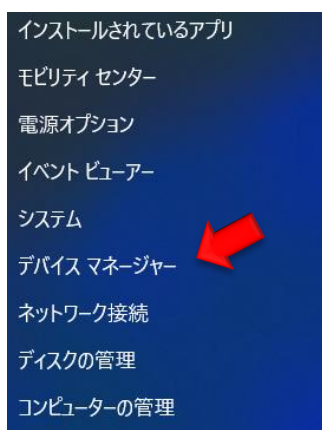 インストールされているアプリ
モビリティ センター
電源オプション
イベント ビューアー
システム
デバイス マネージャー
ネットワーク接続
ディスクの管理
コンピューターの管理